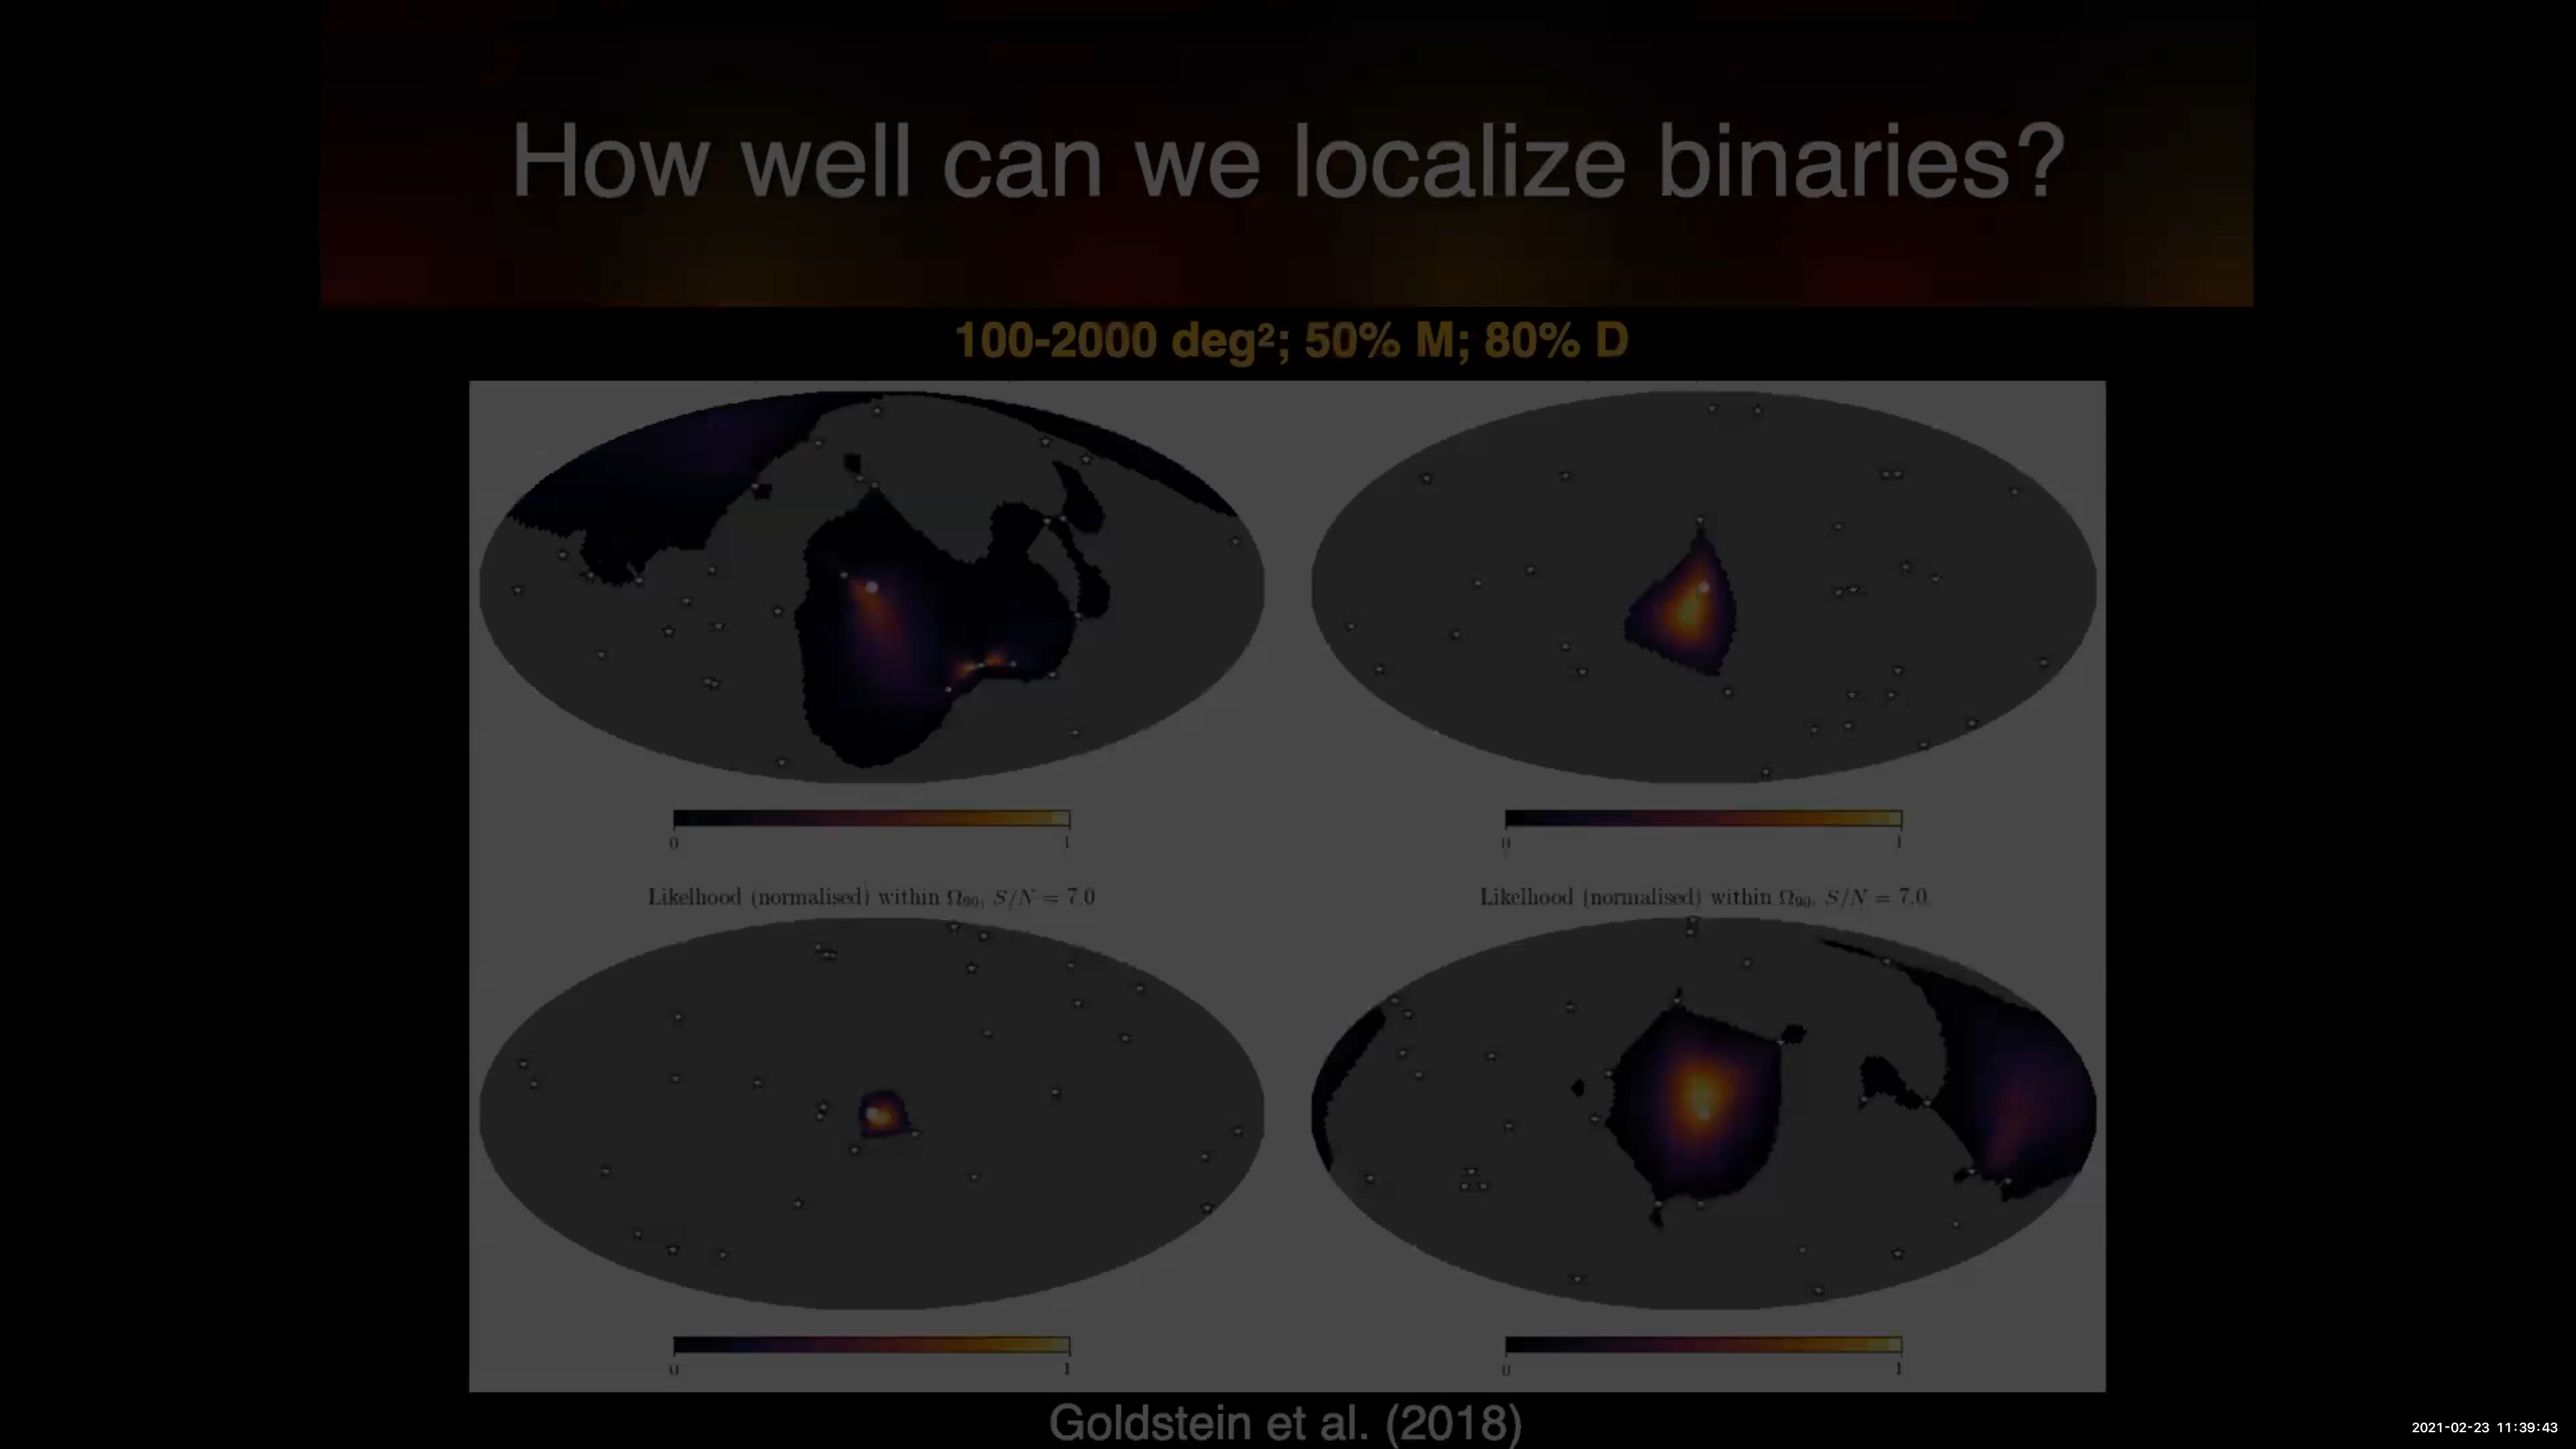 How well can we localize binaries?
100-2000 deg²; 50% M; 80% D
0 1
0 1
Likelhood (normalised) within Ω₉₀, S/N = 7.0
Likelhood (normalised) within Ω₉₀, S/N = 7.0
0 1
0 1
Goldstein et al. (2018)
2021-02-23 11:39:43